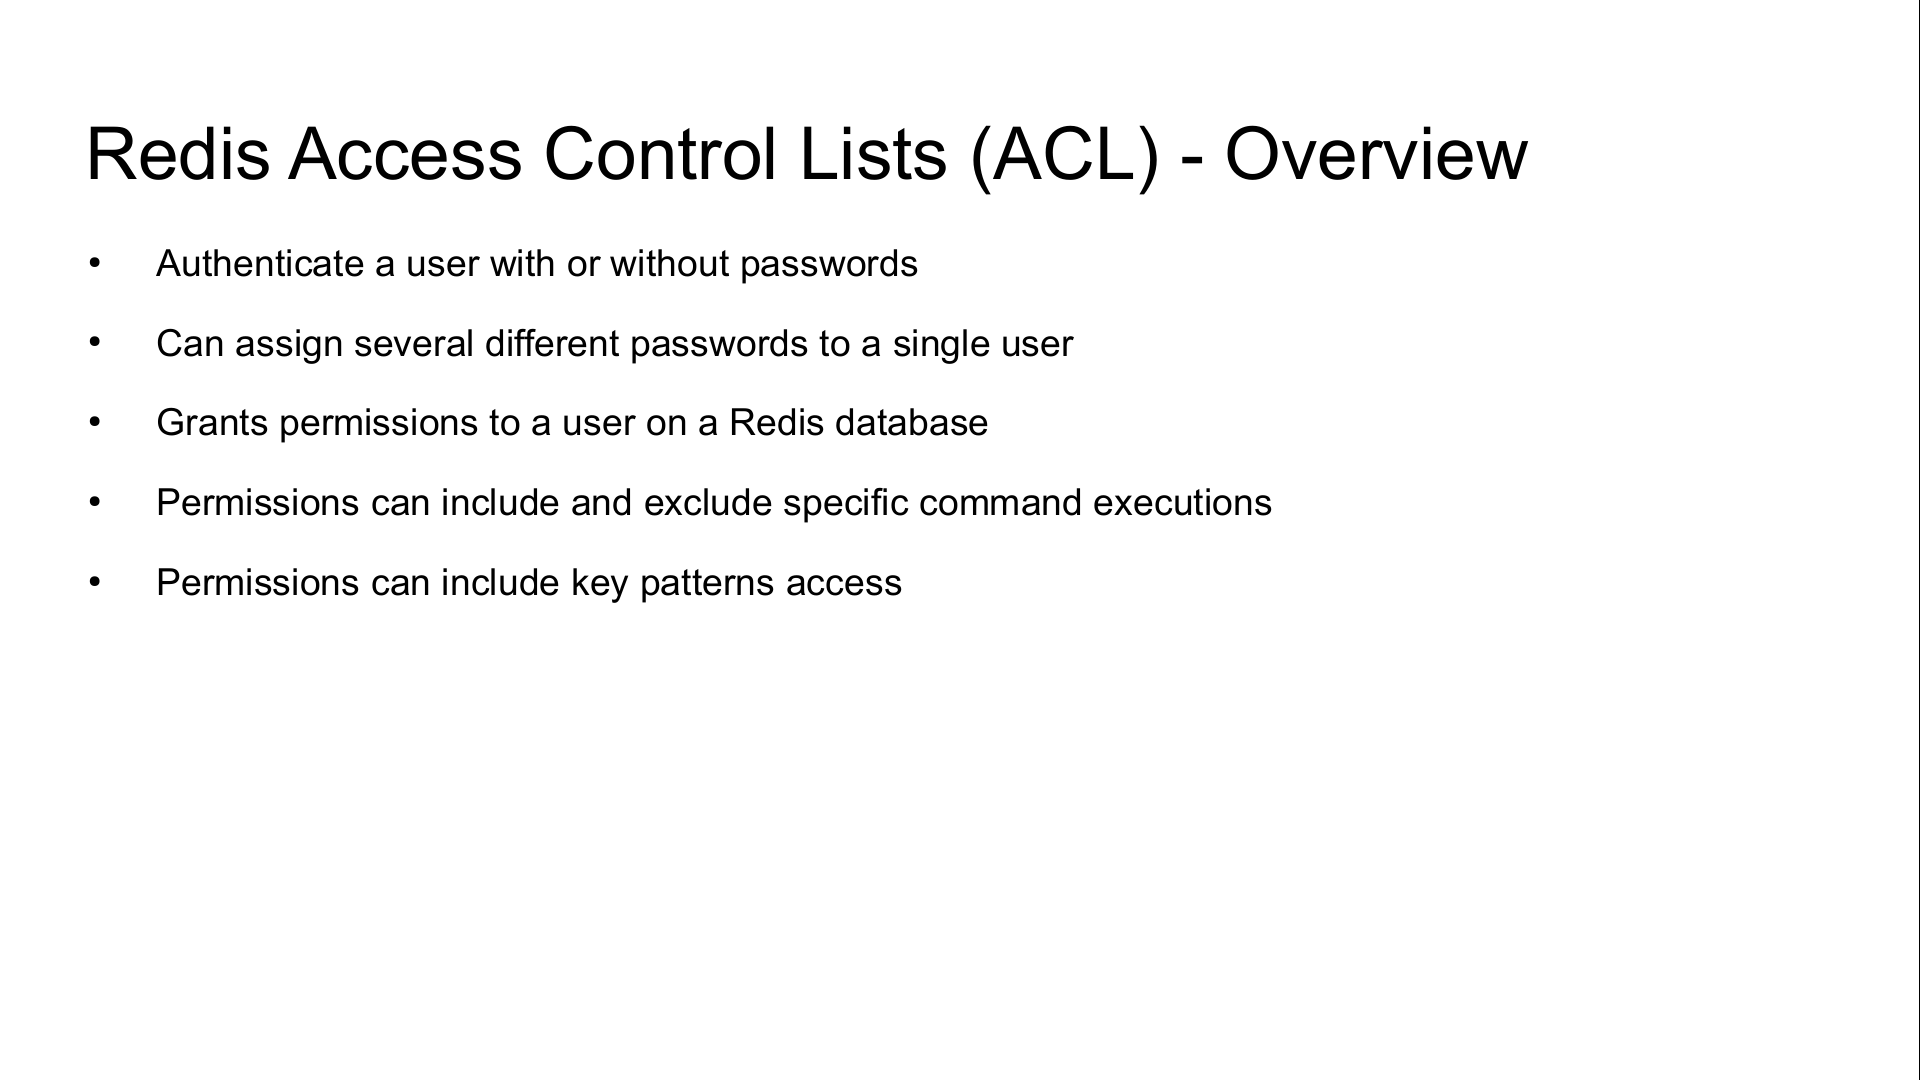 Redis Access Control Lists (ACL) - Overview
• Authenticate a user with or without passwords
• Can assign several different passwords to a single user
• Grants permissions to a user on a Redis database
• Permissions can include and exclude specific command executions
• Permissions can include key patterns access